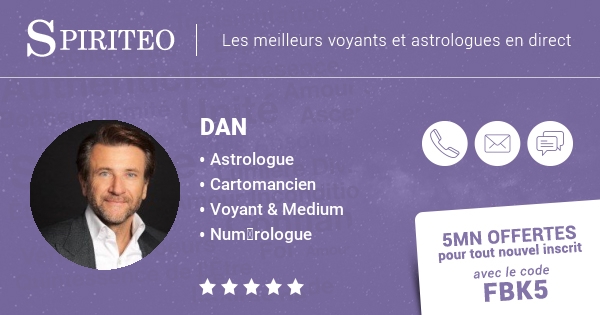 SPIRITEO
Les meilleurs voyants et astrologues en direct
DAN
• Astrologue
• Cartomancien
• Voyant & Medium
• Num▯rologue
5MN OFFERTES
pour tout nouvel inscrit
avec le code
FBK5